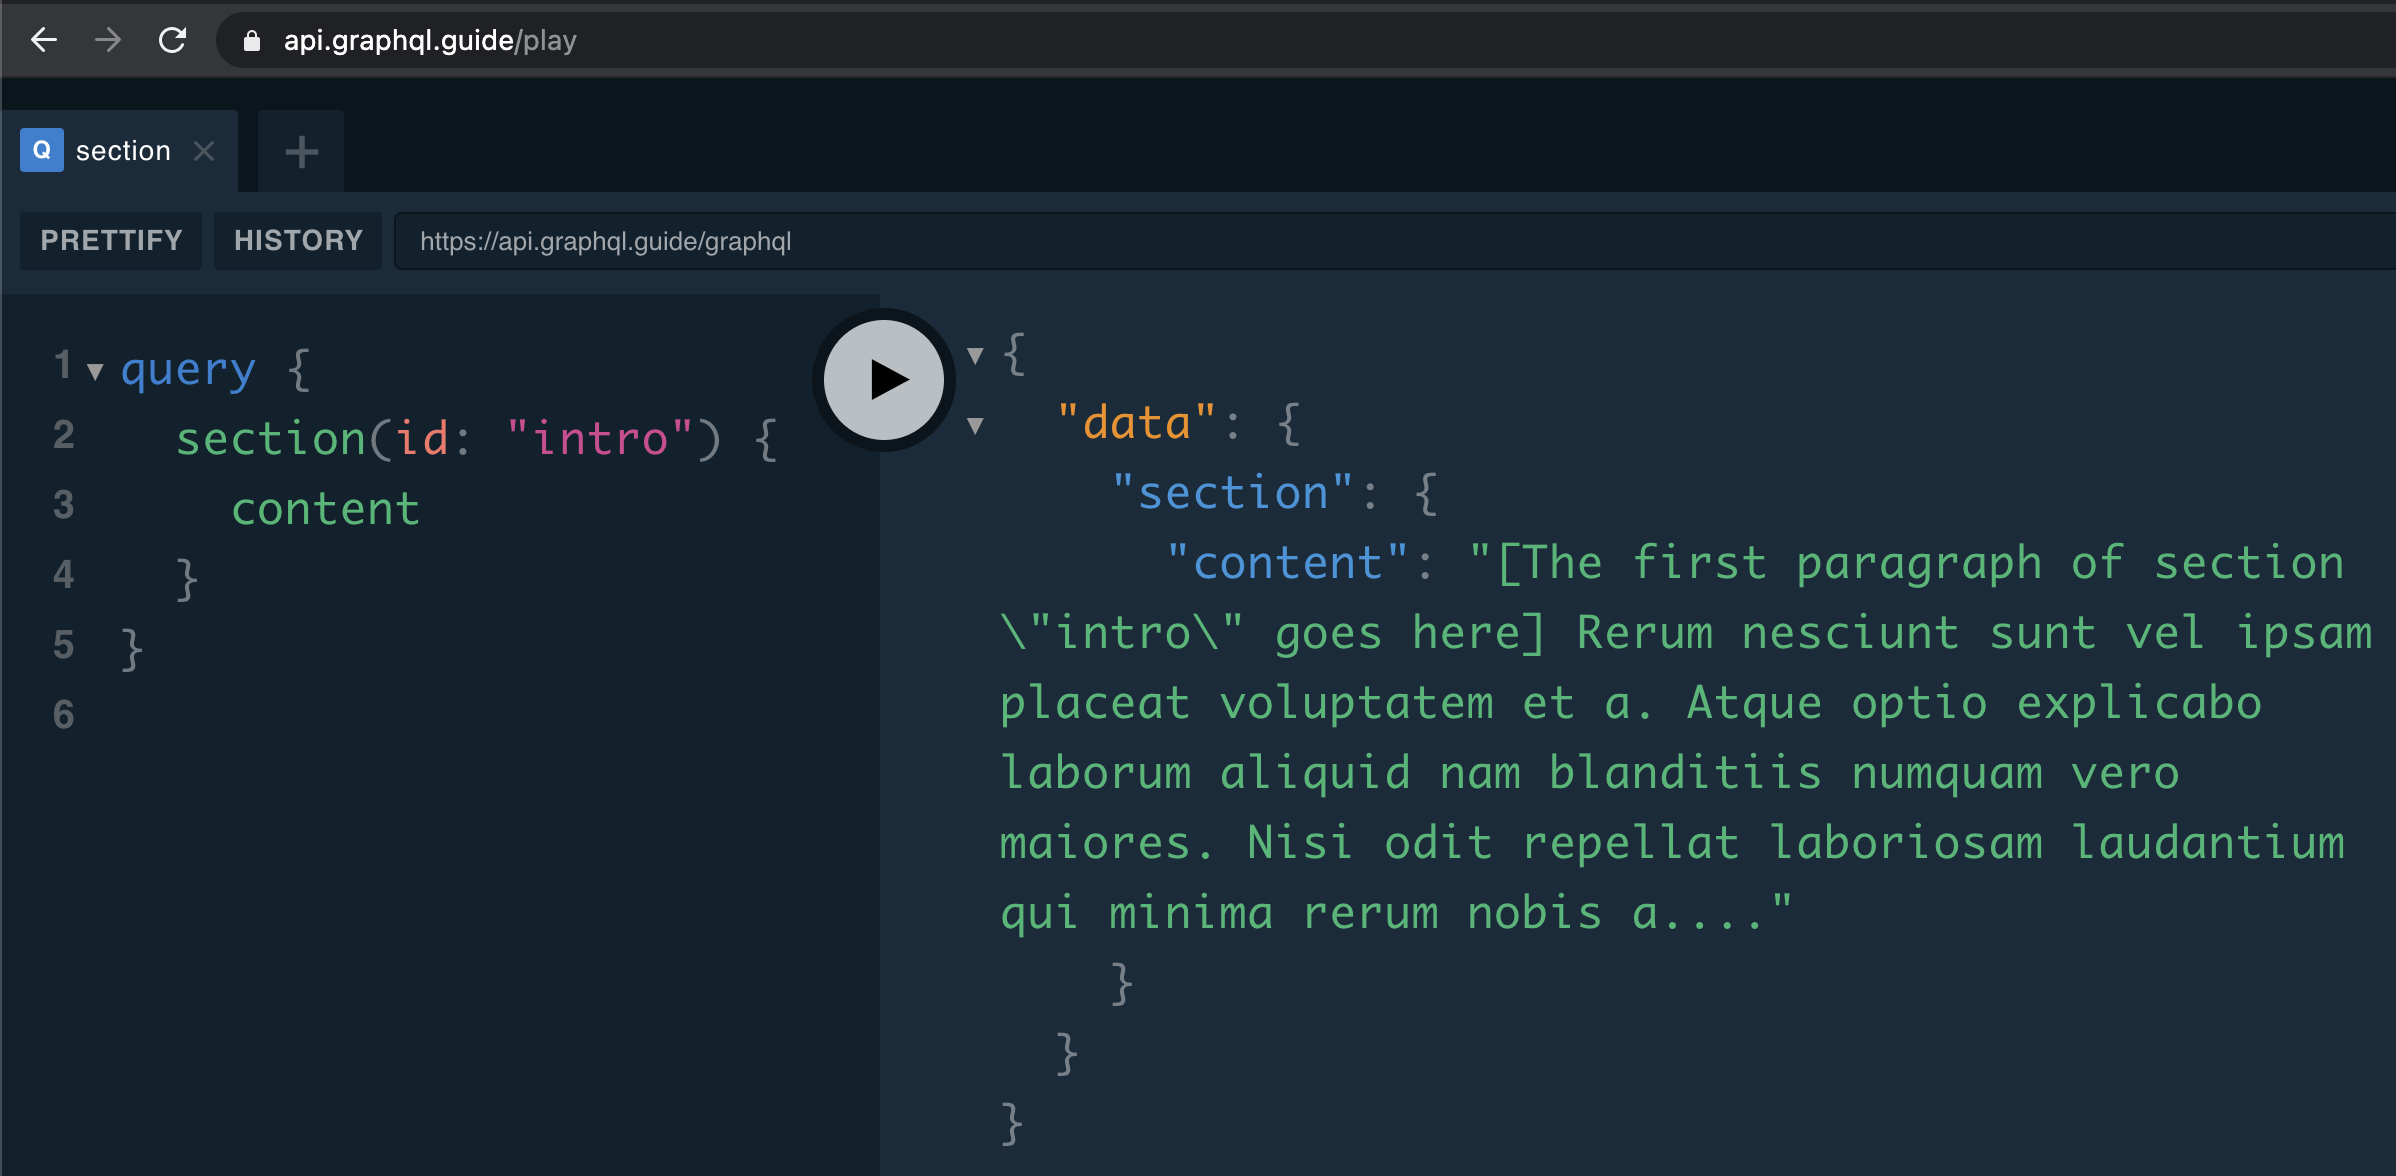 api.graphql.guide/play
Q section
PRETTIFY HISTORY https://api.graphql.guide/graphql
1 query {
2 section(id: "intro") {
3 content
4 }
5 }
6
{
"data": {
"section": {
"content": "[The first paragraph of section
\"intro\" goes here] Rerum nesciunt sunt vel ipsam
placeat voluptatem et a. Atque optio explicabo
laborum aliquid nam blanditiis numquam vero
maiores. Nisi odit repellat laboriosam laudantium
qui minima rerum nobis a...."
}
}
}